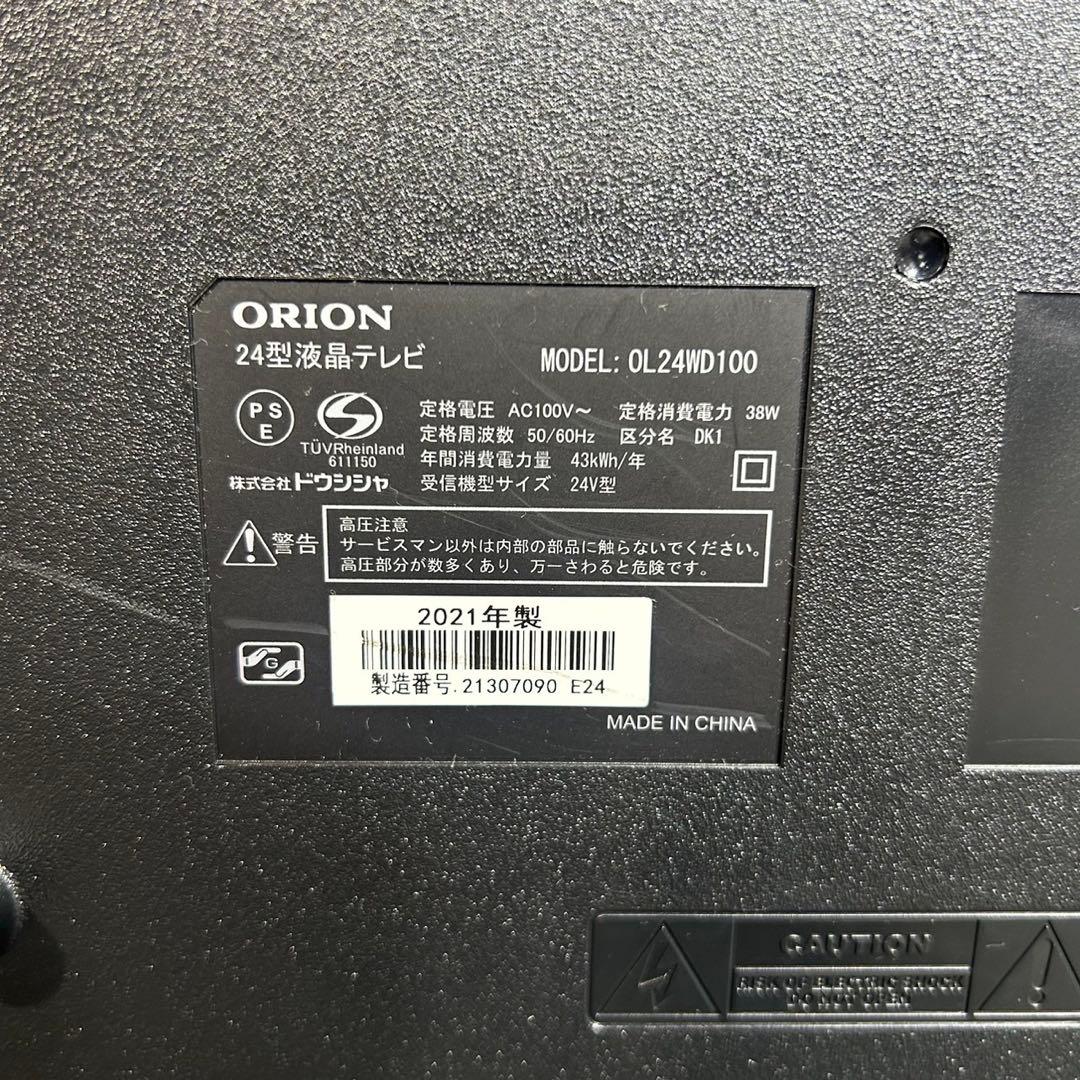 ORION
24型液晶テレビ MODEL: OL24WD100
PS
E
TÜVRheinland
611150
株式会社ドウシシャ
定格電圧 AC100V～ 定格消費電力 38W
定格周波数 50/60Hz 区分名 DK1
年間消費電力量 43kWh/年
受信機型サイズ 24V型
警告
高圧注意
サービスマン以外は内部の部品に触らないでください。
高圧部分が数多くあり、万一さわると危険です。
2021年製
製造番号.21307090 E24
G
MADE IN CHINA
CAUTION
RISK OF ELECTRIC SHOCK
DO NOT OPEN